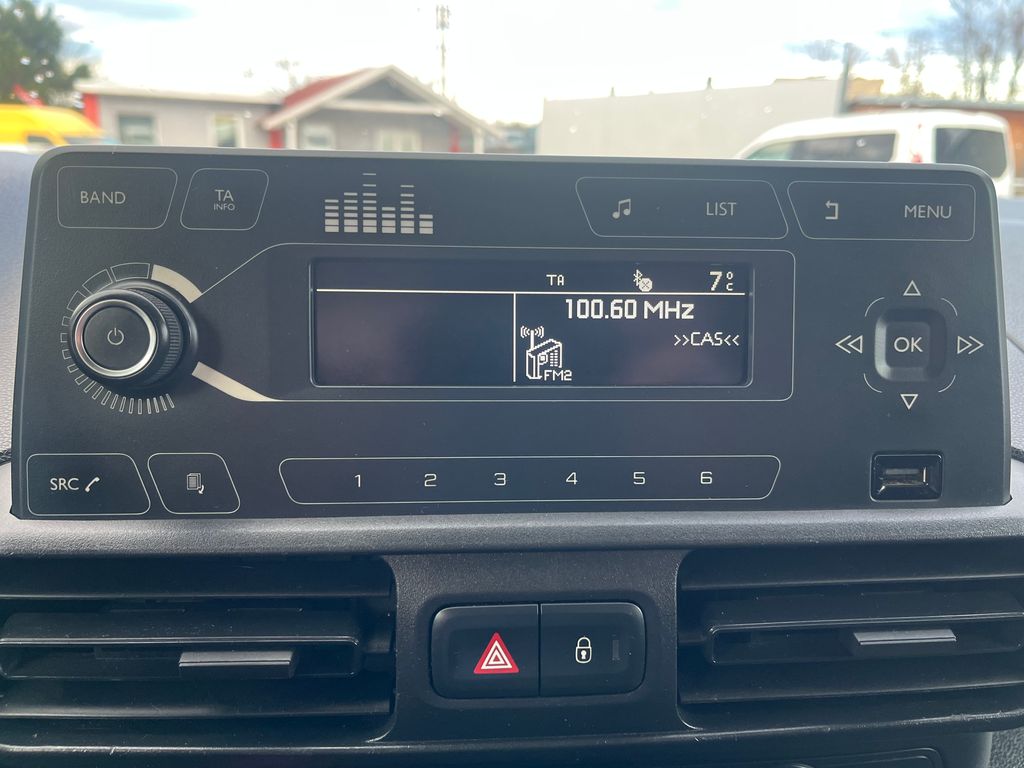 BAND
TA
INFO
LIST
MENU
TA
7°C
100.60 MHz
>>CAS<<
FM2
OK
SRC
1 2 3 4 5 6